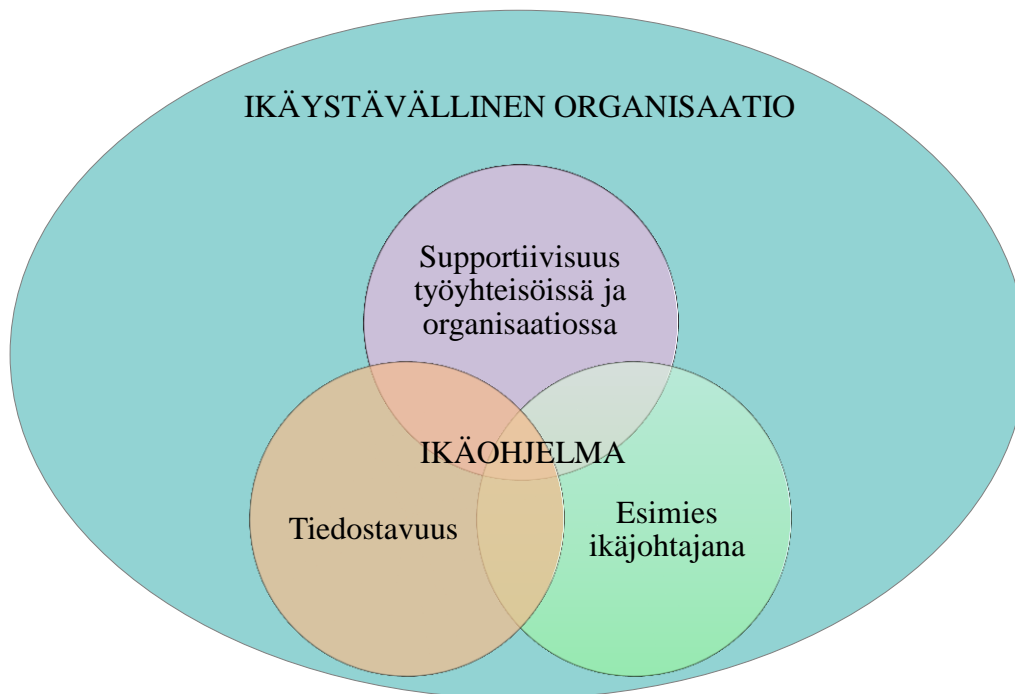 IKÄYSTÄVÄLLINEN ORGANISAATIO
Supportiivisuus
työyhteisöissä ja
organisaatiossa
IKÄOHJELMA
Tiedostavuus
Esimies
ikäjohtajana